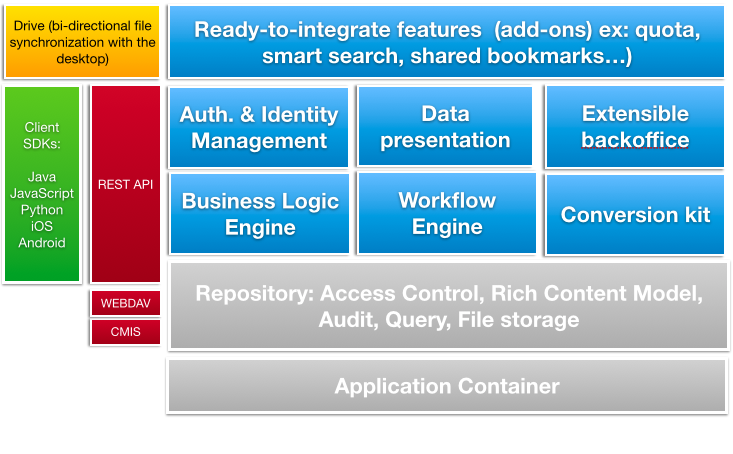 Drive (bi-directional file
synchronization with the
desktop)
Ready-to-integrate features (add-ons) ex: quota,
smart search, shared bookmarks...)
Client
SDKs:
Java
JavaScript
Python
iOS
Android
REST API
WEBDAV
CMIS
Auth. & Identity
Management
Data
presentation
Extensible
backoffice
Business Logic
Engine
Workflow
Engine
Conversion kit
Repository: Access Control, Rich Content Model,
Audit, Query, File storage
Application Container